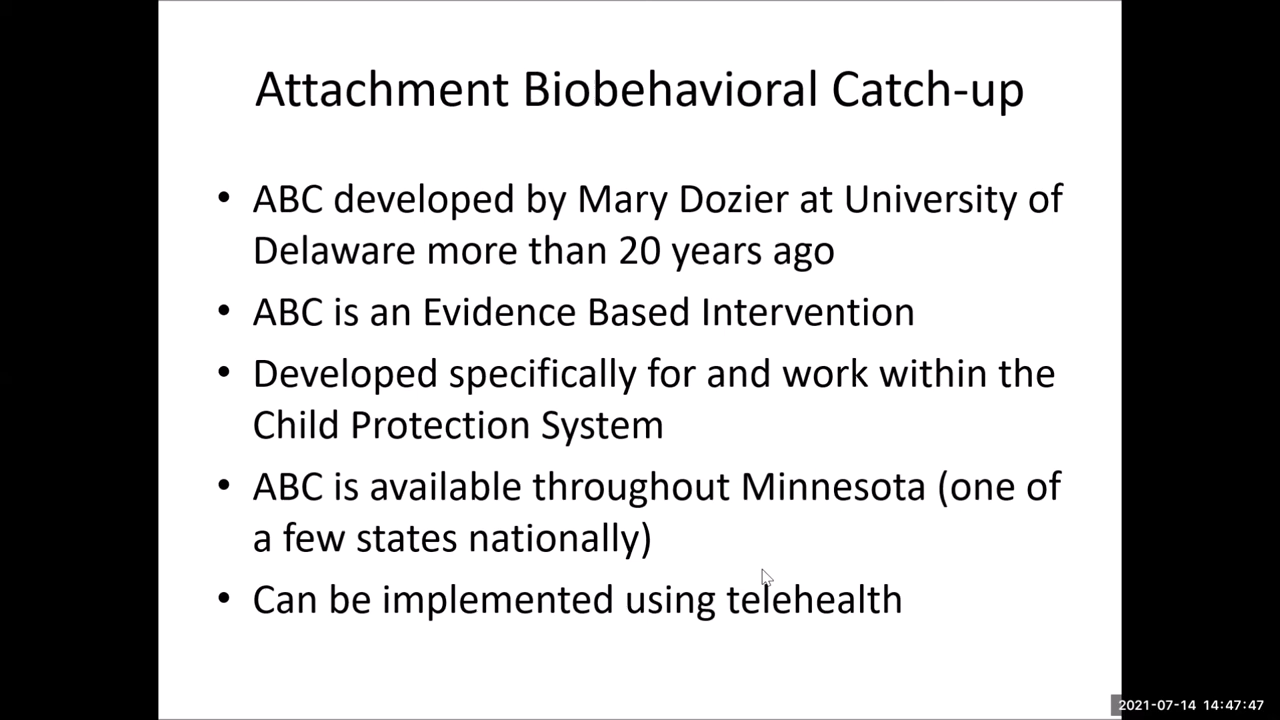 Attachment Biobehavioral Catch-up
• ABC developed by Mary Dozier at University of
Delaware more than 20 years ago
• ABC is an Evidence Based Intervention
• Developed specifically for and work within the
Child Protection System
• ABC is available throughout Minnesota (one of
a few states nationally)
• Can be implemented using telehealth
2021-07-14 14:47:47